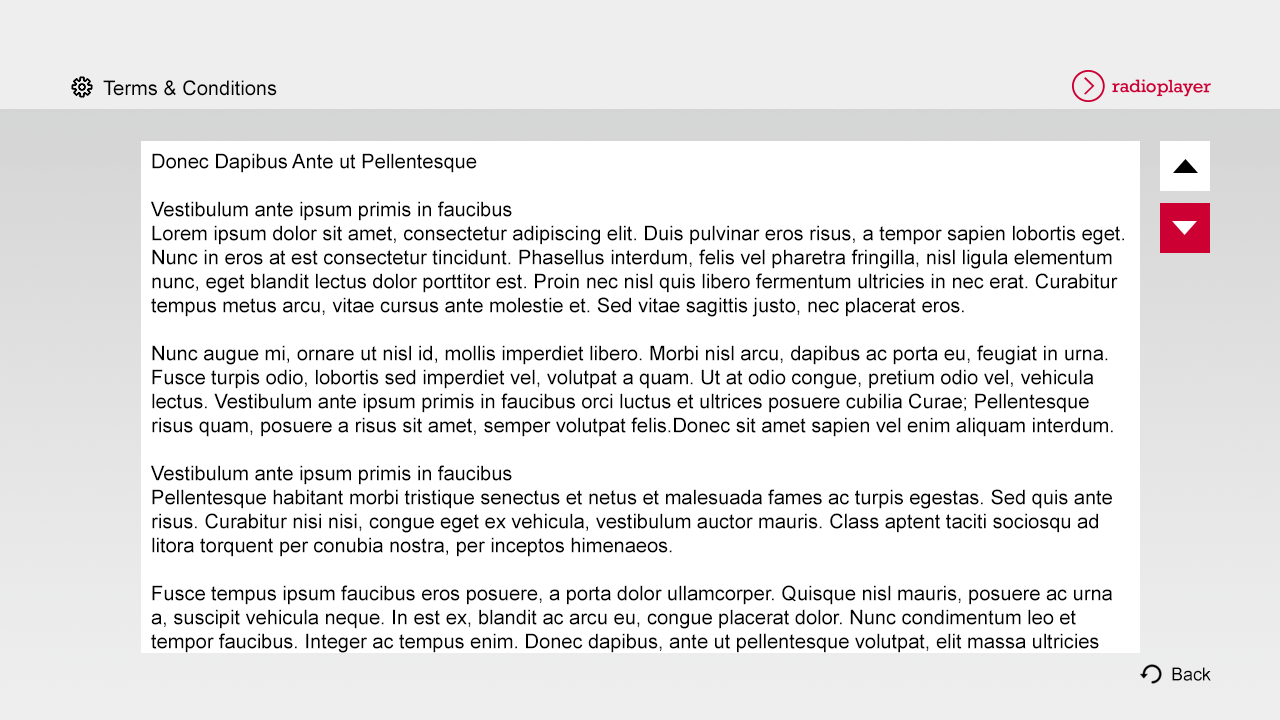 Terms & Conditions
radioplayer
Donec Dapibus Ante ut Pellentesque
Vestibulum ante ipsum primis in faucibus
Lorem ipsum dolor sit amet, consectetur adipiscing elit. Duis pulvinar eros risus, a tempor sapien lobortis eget.
Nunc in eros at est consectetur tincidunt. Phasellus interdum, felis vel pharetra fringilla, nisl ligula elementum
nunc, eget blandit lectus dolor porttitor est. Proin nec nisl quis libero fermentum ultricies in nec erat. Curabitur
tempus metus arcu, vitae cursus ante molestie et. Sed vitae sagittis justo, nec placerat eros.
Nunc augue mi, ornare ut nisl id, mollis imperdiet libero. Morbi nisl arcu, dapibus ac porta eu, feugiat in urna.
Fusce turpis odio, lobortis sed imperdiet vel, volutpat a quam. Ut at odio congue, pretium odio vel, vehicula
lectus. Vestibulum ante ipsum primis in faucibus orci luctus et ultrices posuere cubilia Curae; Pellentesque
risus quam, posuere a risus sit amet, semper volutpat felis.Donec sit amet sapien vel enim aliquam interdum.
Vestibulum ante ipsum primis in faucibus
Pellentesque habitant morbi tristique senectus et netus et malesuada fames ac turpis egestas. Sed quis ante
risus. Curabitur nisi nisi, congue eget ex vehicula, vestibulum auctor mauris. Class aptent taciti sociosqu ad
litora torquent per conubia nostra, per inceptos himenaeos.
Fusce tempus ipsum faucibus eros posuere, a porta dolor ullamcorper. Quisque nisl mauris, posuere ac urna
a, suscipit vehicula neque. In est ex, blandit ac arcu eu, congue placerat dolor. Nunc condimentum leo et
tempor faucibus. Integer ac tempus enim. Donec dapibus, ante ut pellentesque volutpat, elit massa ultricies
Back